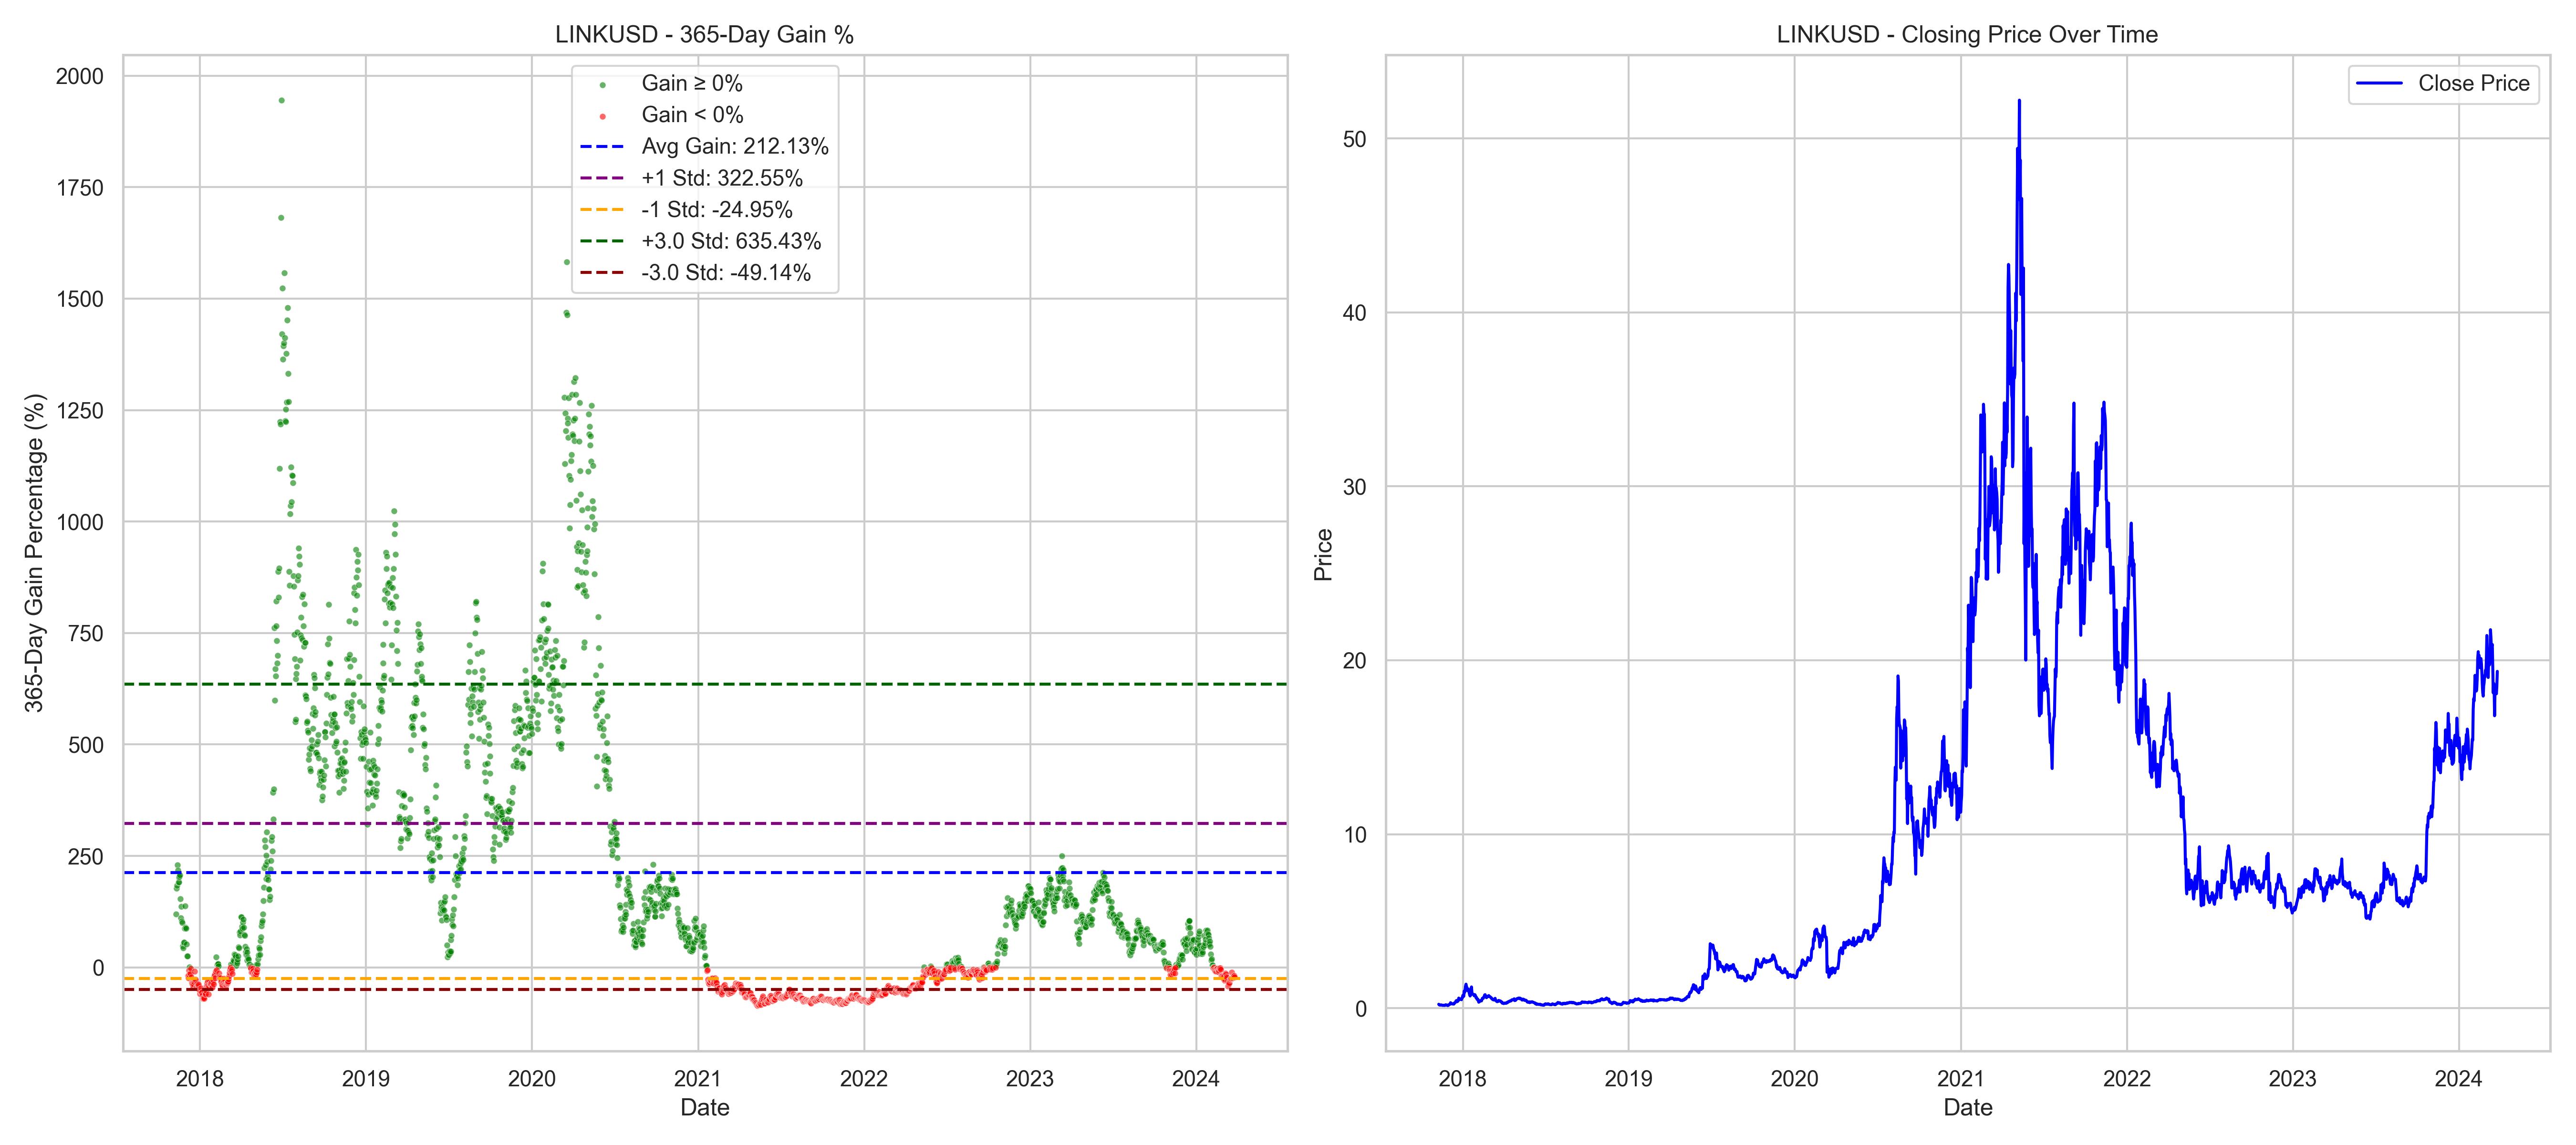 LINKUSD - 365-Day Gain %
2000
1750
1500
1250
1000
750
500
250
0
365-Day Gain Percentage (%)
Gain ≥ 0%
Gain < 0%
Avg Gain: 212.13%
+1 Std: 322.55%
-1 Std: -24.95%
+3.0 Std: 635.43%
-3.0 Std: -49.14%
2018 2019 2020 2021 2022 2023 2024
Date
LINKUSD - Closing Price Over Time
Close Price
50
40
30
20
10
0
Price
2018 2019 2020 2021 2022 2023 2024
Date